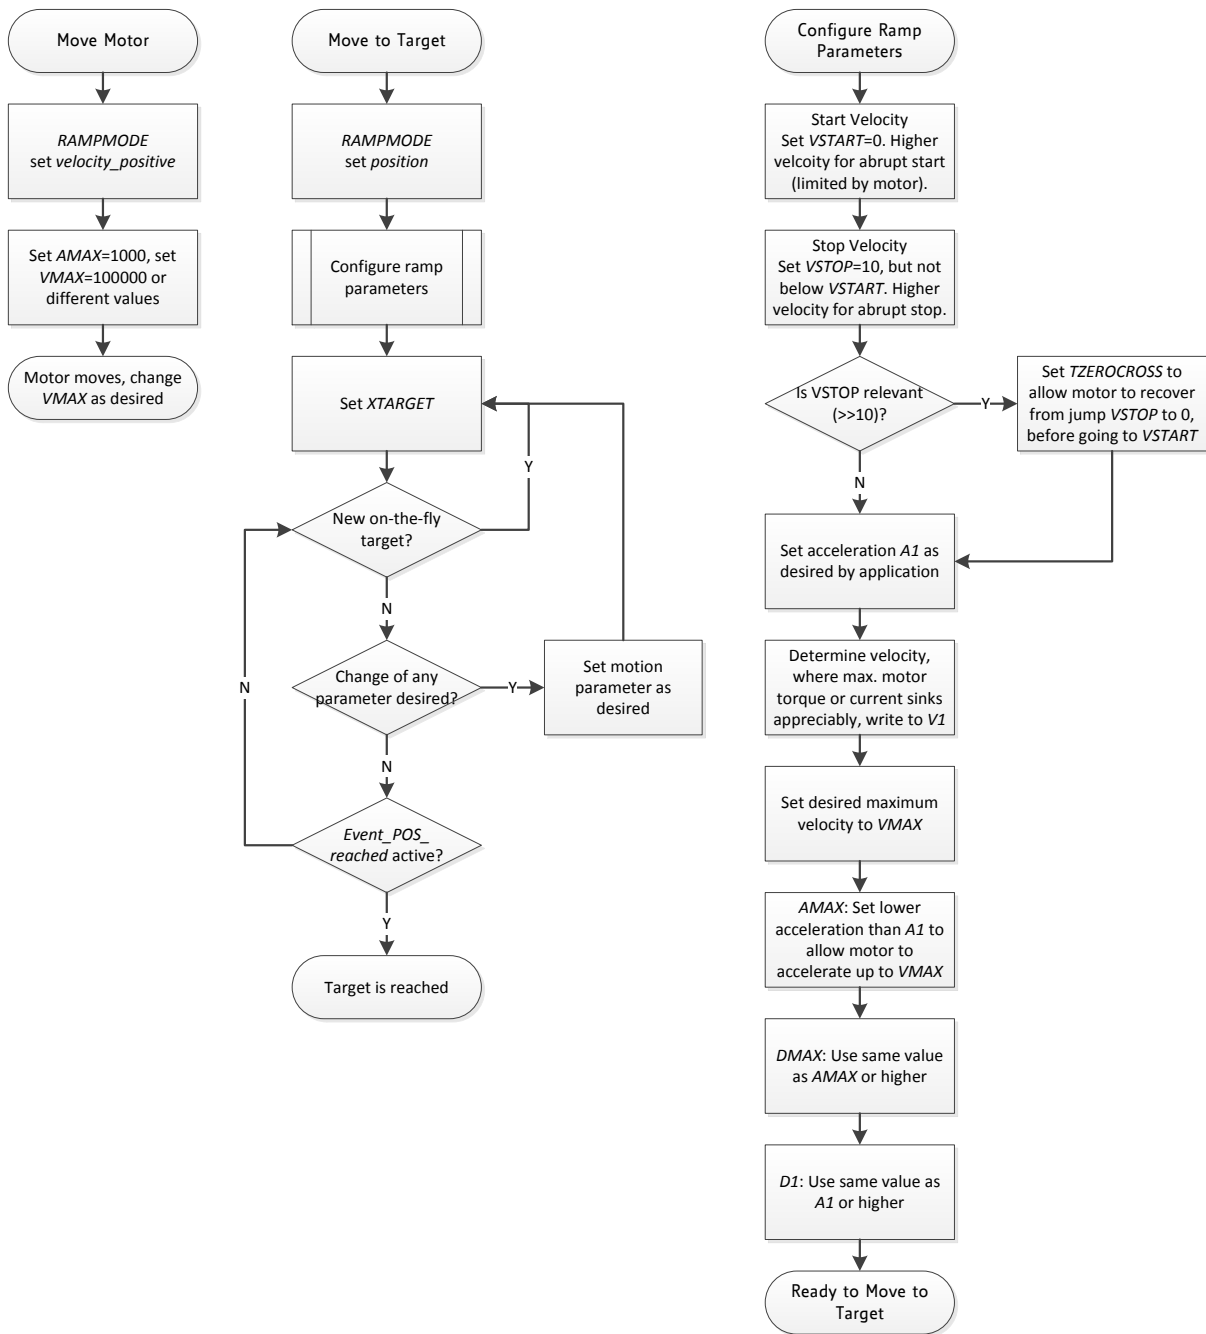 Move Motor
RAMPMODE
set velocity_positive
Set AMAX=1000, set
VMAX=100000 or
different values
Motor moves, change
VMAX as desired
Move to Target
RAMPMODE
set position
Configure ramp
parameters
Set XTARGET
New on-the-fly
target?
Y
N
Change of any
parameter desired?
Y
Set motion
parameter as
desired
N
Event_POS_
reached active?
N
Y
Target is reached
Configure Ramp
Parameters
Start Velocity
Set VSTART=0. Higher
velcoity for abrupt start
(limited by motor).
Stop Velocity
Set VSTOP=10, but not
below VSTART. Higher
velocity for abrupt stop.
Is VSTOP relevant
(>>10)?
Y
Set TZEROCROSS to
allow motor to recover
from jump VSTOP to 0,
before going to VSTART
N
Set acceleration A1 as
desired by application
Determine velocity,
where max. motor
torque or current sinks
appreciably, write to V1
Set desired maximum
velocity to VMAX
AMAX: Set lower
acceleration than A1 to
allow motor to
accelerate up to VMAX
DMAX: Use same value
as AMAX or higher
D1: Use same value as
A1 or higher
Ready to Move to
Target